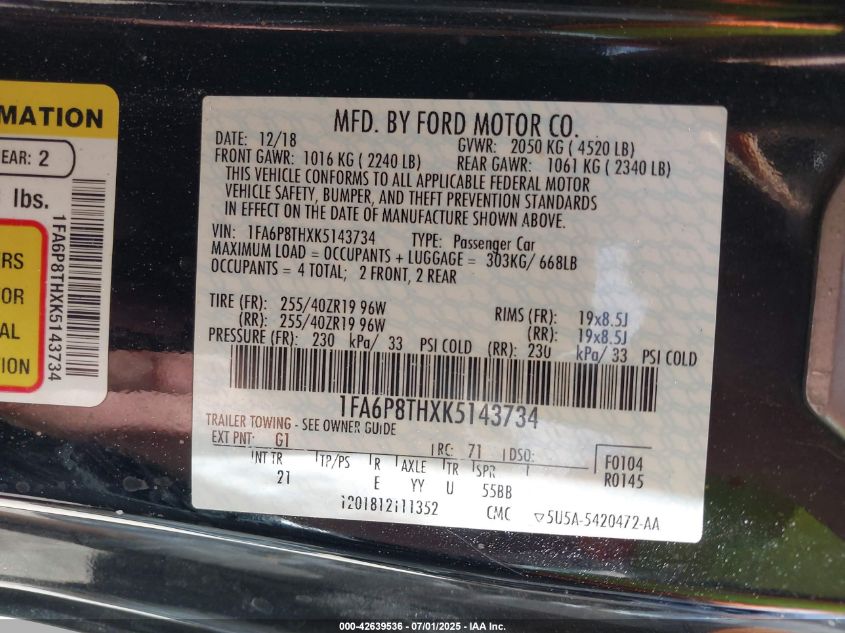 MATION
EAR: 2
lbs.
RS
OR
AL
ION
1FA6P8THXK5143734
MFD. BY FORD MOTOR CO.
DATE: 12/18 GVWR: 2050 KG ( 4520 LB)
FRONT GAWR: 1016 KG ( 2240 LB) REAR GAWR: 1061 KG ( 2340 LB)
THIS VEHICLE CONFORMS TO ALL APPLICABLE FEDERAL MOTOR
VEHICLE SAFETY, BUMPER, AND THEFT PREVENTION STANDARDS
IN EFFECT ON THE DATE OF MANUFACTURE SHOWN ABOVE.
VIN: 1FA6P8THXK5143734 TYPE: Passenger Car
MAXIMUM LOAD = OCCUPANTS + LUGGAGE = 303KG/ 668LB
OCCUPANTS = 4 TOTAL; 2 FRONT, 2 REAR
TIRE (FR): 255/40ZR19 96W RIMS (FR): 19x8.5J
(RR): 255/40ZR19 96W (RR): 19x8.5J
PRESSURE (FR): 230 kPa/ 33 PSI COLD (RR): 230 kPa/ 33 PSI COLD
1FA6P8THXK5143734
TRAILER TOWING - SEE OWNER GUIDE
EXT PNT: G1 RC: 71 DSO: F0104
INT TR TP/PS R AXLE TR SPR R0145
21 E YY U 55BB
1201812111352 CMC ▽5U5A-5420472-AA
000-42639536 | 07/01/2025 | IAA Inc.